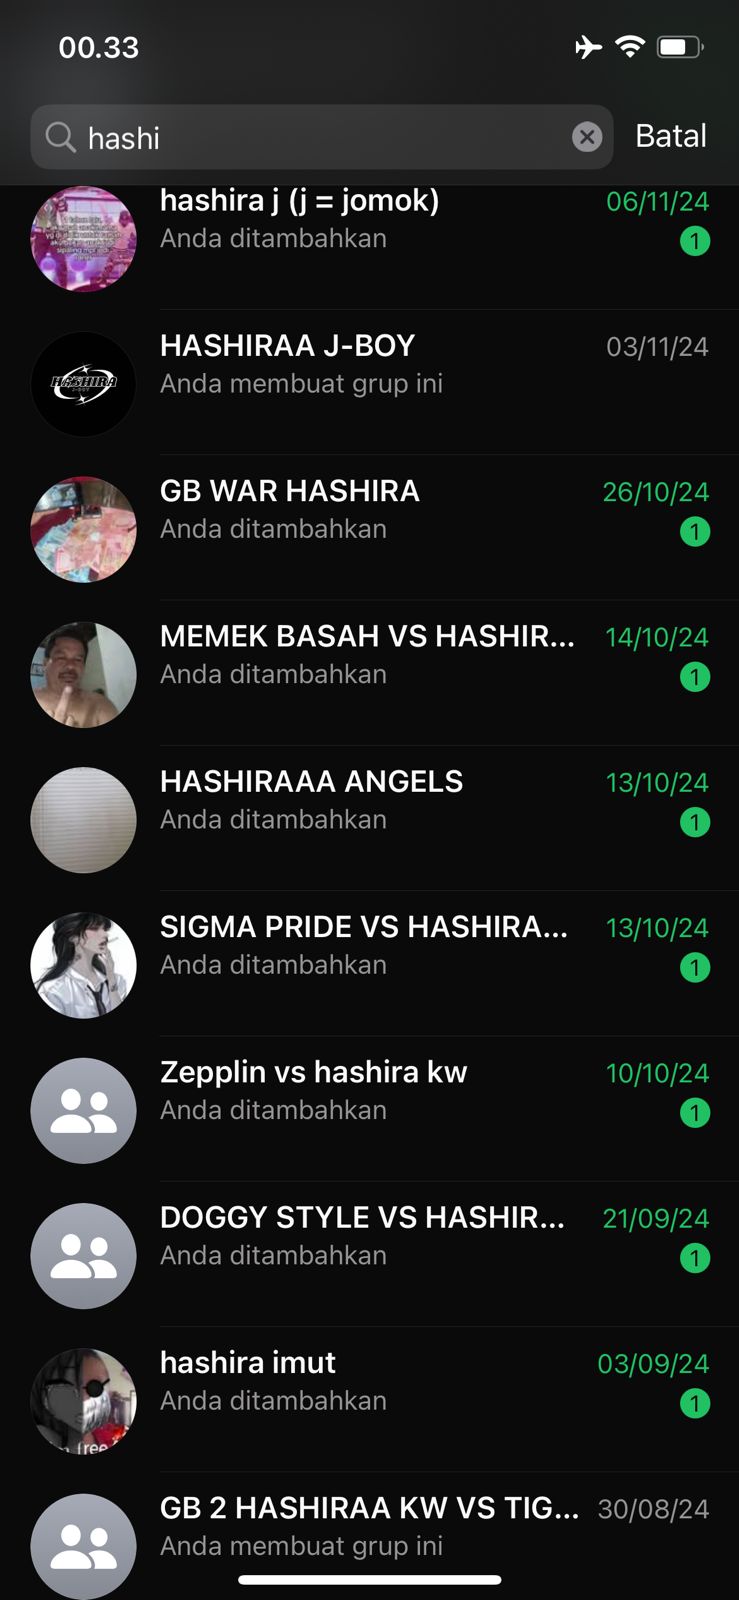 00.33
hashi
Batal
hashira j (j = jomok)
06/11/24
Anda ditambahkan
1
HASHIRAA J-BOY
03/11/24
Anda membuat grup ini
HASHIRA
J-BOY
GB WAR HASHIRA
26/10/24
Anda ditambahkan
1
MEMEK BASAH VS HASHIR...
14/10/24
Anda ditambahkan
1
HASHIRAAA ANGELS
13/10/24
Anda ditambahkan
1
SIGMA PRIDE VS HASHIRA...
13/10/24
Anda ditambahkan
1
Zepplin vs hashira kw
10/10/24
Anda ditambahkan
1
DOGGY STYLE VS HASHIR...
21/09/24
Anda ditambahkan
1
hashira imut
03/09/24
Anda ditambahkan
1
GB 2 HASHIRAA KW VS TIG...
30/08/24
Anda membuat grup ini